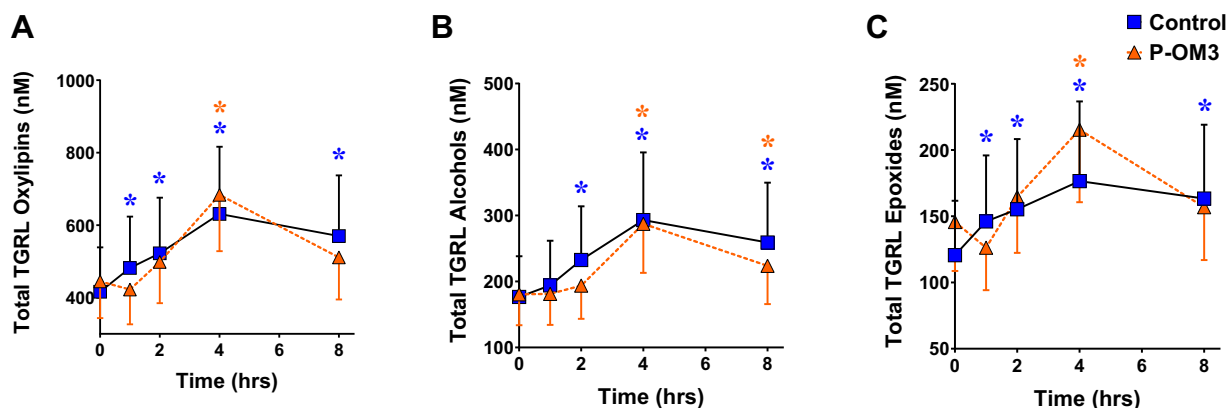 A
Total TGRL Oxylipins (nM)
1000
800
600
400
*
*
*
*
*
0 2 4 6 8
Time (hrs)
B
Total TGRL Alcohols (nM)
400
300
200
100
*
*
*
*
*
0 2 4 6 8
Time (hrs)
C
Control
P-OM3
Total TGRL Epoxides (nM)
250
200
150
100
50
*
*
*
*
*
0 2 4 6 8
Time (hrs)